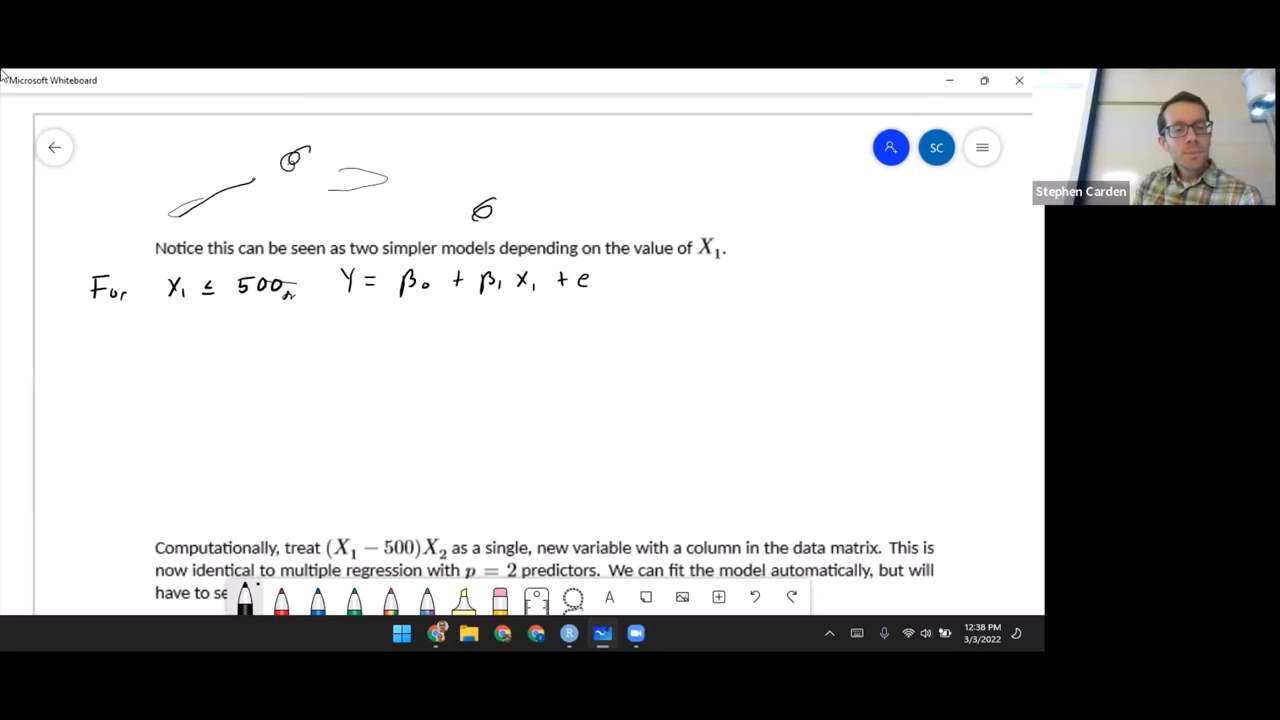 Microsoft Whiteboard
SC
Stephen Carden
Notice this can be seen as two simpler models depending on the value of X₁.
For X₁ ≤ 500, Y = β₀ + β₁ X₁ + e
Computationally, treat (X₁ − 500)X₂ as a single, new variable with a column in the data matrix. This is
now identical to multiple regression with p = 2 predictors. We can fit the model automatically, but will
have to se
A
12:38 PM
3/3/2022